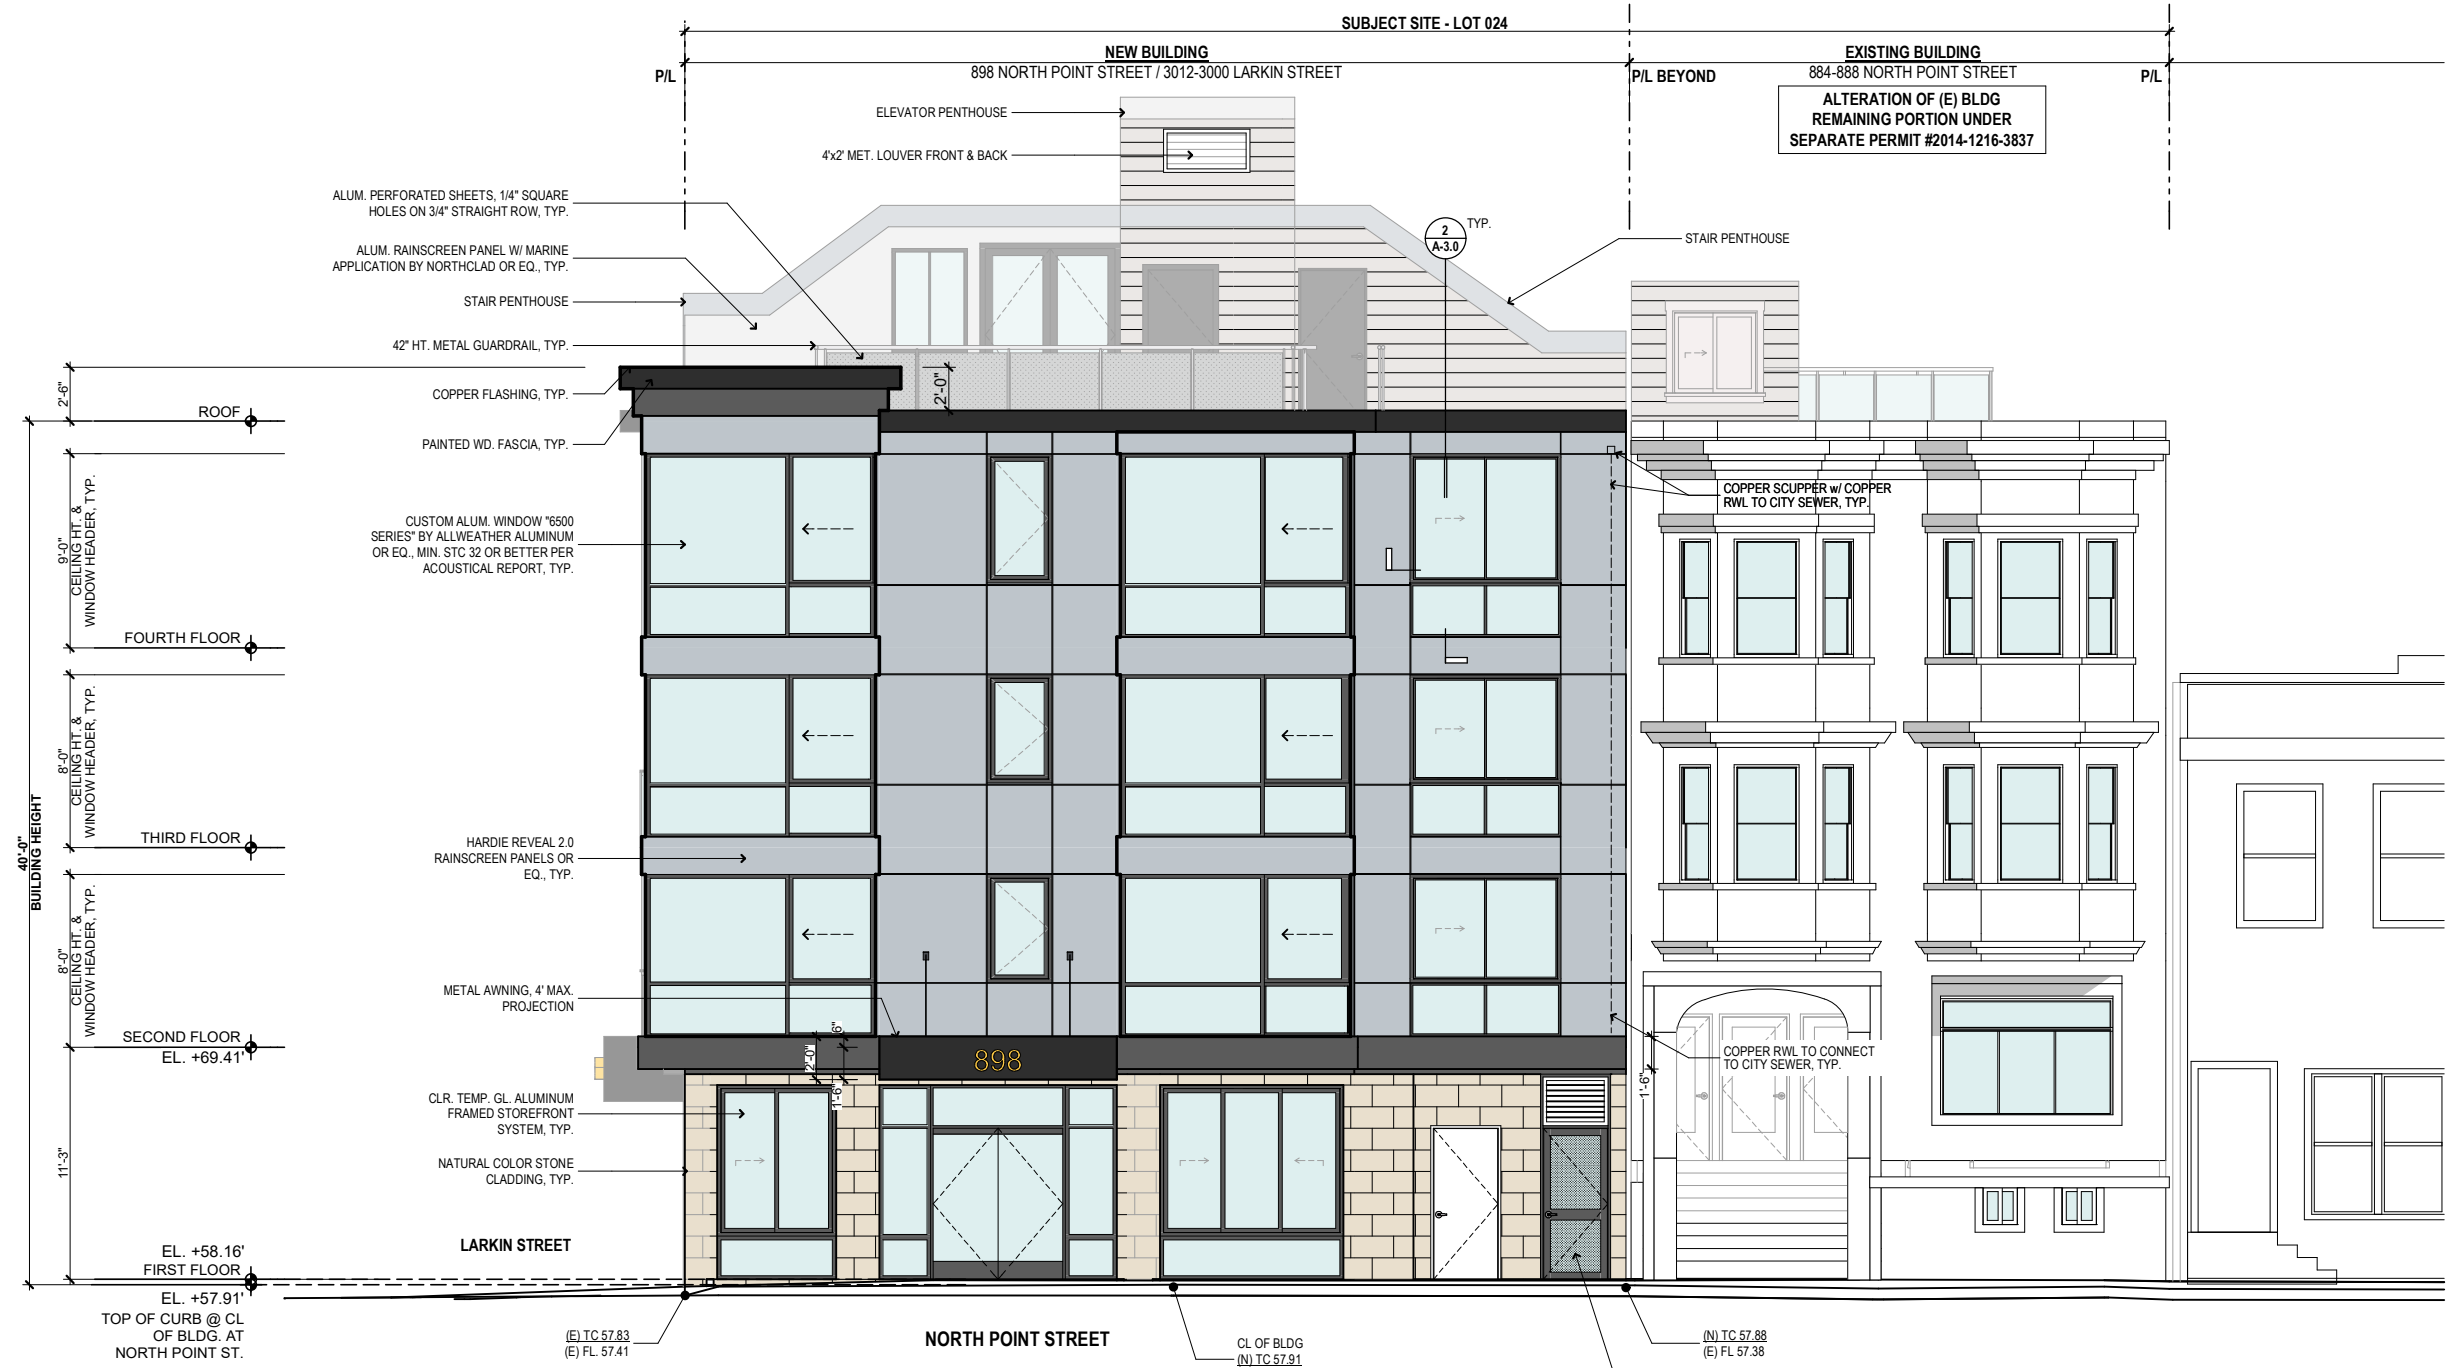 SUBJECT SITE - LOT 024
NEW BUILDING
898 NORTH POINT STREET / 3012-3000 LARKIN STREET
EXISTING BUILDING
884-888 NORTH POINT STREET
P/L
P/L BEYOND
P/L
ALTERATION OF (E) BLDG
REMAINING PORTION UNDER
SEPARATE PERMIT #2014-1216-3837
ELEVATOR PENTHOUSE
4'x2' MET. LOUVER FRONT & BACK
ALUM. PERFORATED SHEETS, 1/4" SQUARE
HOLES ON 3/4" STRAIGHT ROW, TYP.
ALUM. RAINSCREEN PANEL W/ MARINE
APPLICATION BY NORTHCLAD OR EQ., TYP.
STAIR PENTHOUSE
42" HT. METAL GUARDRAIL, TYP.
COPPER FLASHING, TYP.
PAINTED WD. FASCIA, TYP.
2
A-3.0
TYP.
STAIR PENTHOUSE
2'-6"
2'-0"
ROOF
COPPER SCUPPER w/ COPPER
RWL TO CITY SEWER, TYP.
CUSTOM ALUM. WINDOW "6500
SERIES" BY ALLWEATHER ALUMINUM
OR EQ., MIN. STC 32 OR BETTER PER
ACOUSTICAL REPORT, TYP.
9'-0"
CEILING HT. &
WINDOW HEADER, TYP.
FOURTH FLOOR
8'-0"
CEILING HT. &
WINDOW HEADER, TYP.
40'-0"
BUILDING HEIGHT
THIRD FLOOR
HARDIE REVEAL 2.0
RAINSCREEN PANELS OR
EQ., TYP.
8'-0"
CEILING HT. &
WINDOW HEADER, TYP.
METAL AWNING, 4' MAX.
PROJECTION
SECOND FLOOR
EL. +69.41'
6"
2'-0"
1'-6"
898
COPPER RWL TO CONNECT
TO CITY SEWER, TYP.
1'-6"
CLR. TEMP. GL. ALUMINUM
FRAMED STOREFRONT
SYSTEM, TYP.
NATURAL COLOR STONE
CLADDING, TYP.
11'-3"
LARKIN STREET
EL. +58.16'
FIRST FLOOR
EL. +57.91'
TOP OF CURB @ CL
OF BLDG. AT
NORTH POINT ST.
(E) TC 57.83
(E) FL. 57.41
NORTH POINT STREET
CL OF BLDG
(N) TC 57.91
(N) TC 57.88
(E) FL 57.38